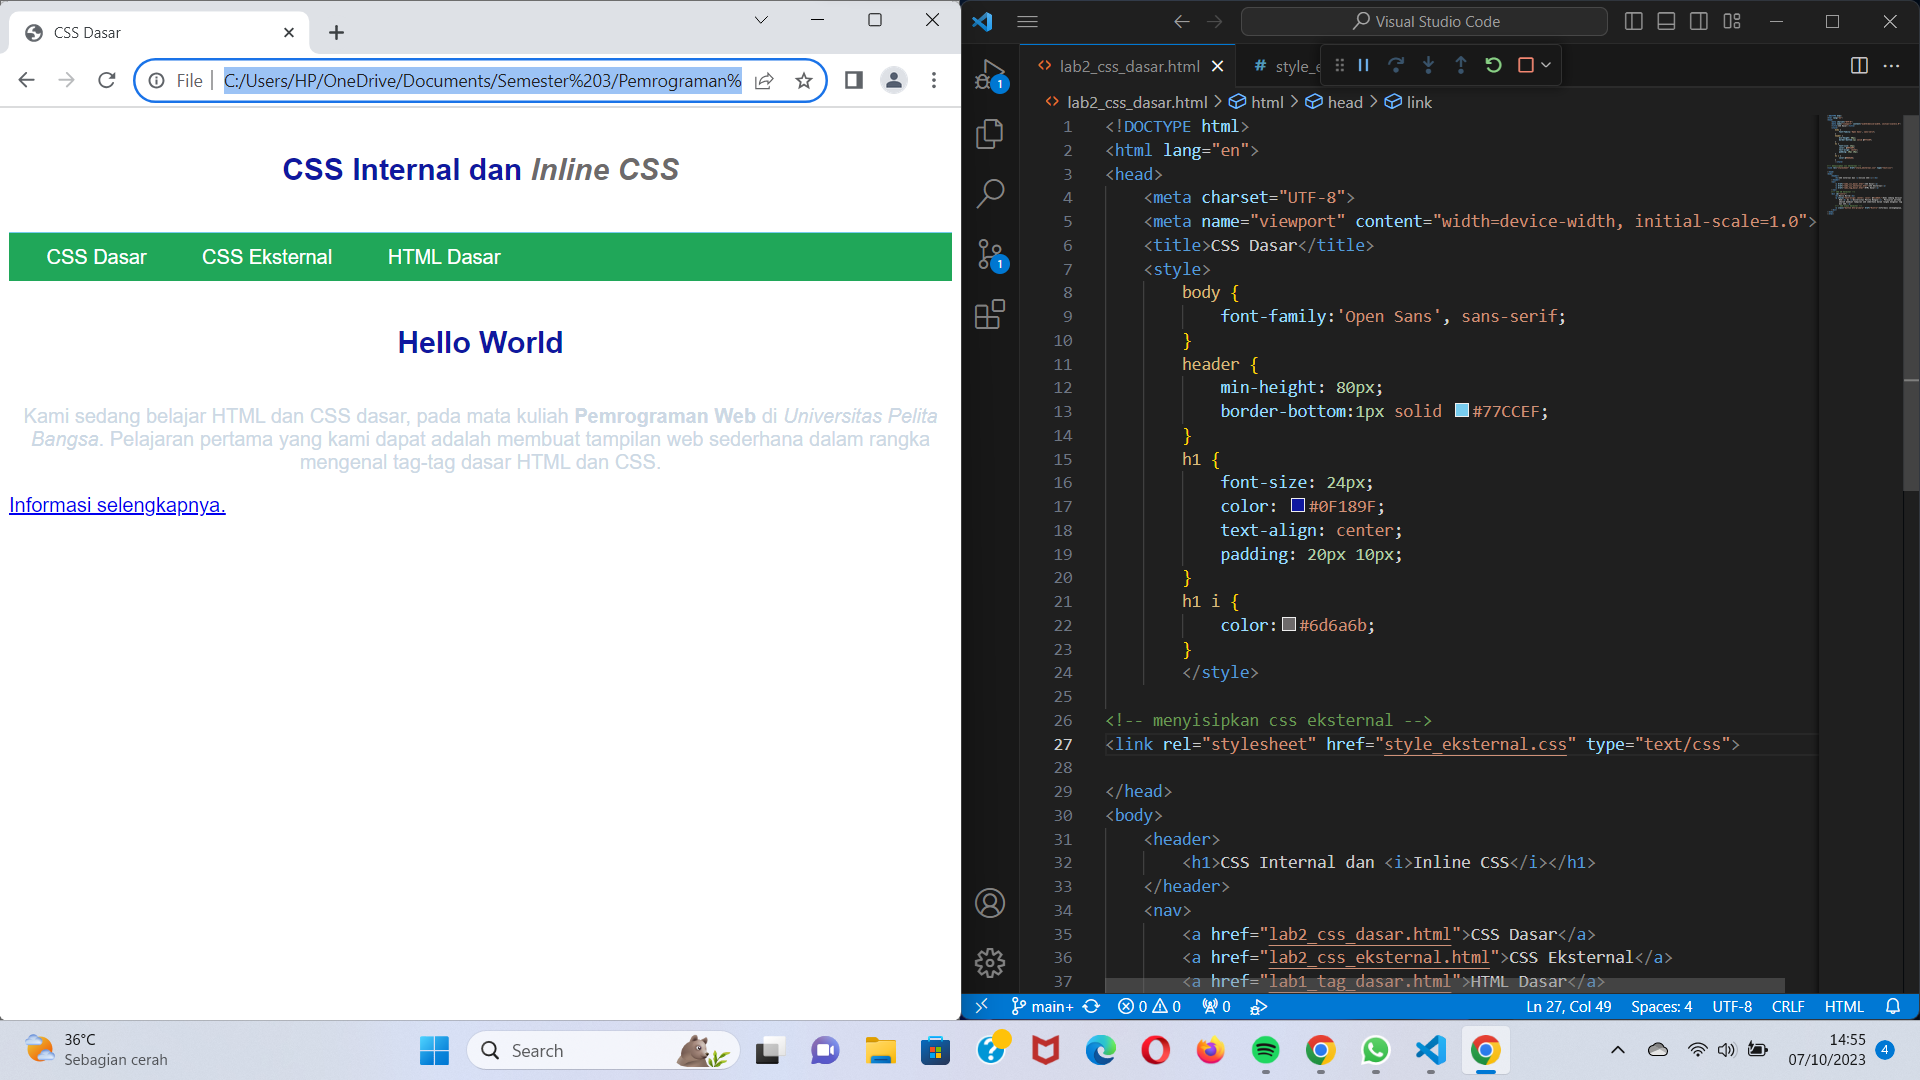 CSS Dasar
File
C:/Users/HP/OneDrive/Documents/Semester%203/Pemrograman%
CSS Internal dan Inline CSS
CSS Dasar CSS Eksternal HTML Dasar
Hello World
Kami sedang belajar HTML dan CSS dasar, pada mata kuliah Pemrograman Web di Universitas Pelita
Bangsa. Pelajaran pertama yang kami dapat adalah membuat tampilan web sederhana dalam rangka
mengenal tag-tag dasar HTML dan CSS.
Informasi selengkapnya.
Visual Studio Code
lab2_css_dasar.html # style_e
lab2_css_dasar.html > html > head > link
1
1
1 <!DOCTYPE html>
2 <html lang="en">
3 <head>
4 <meta charset="UTF-8">
5 <meta name="viewport" content="width=device-width, initial-scale=1.0">
6 <title>CSS Dasar</title>
7 <style>
8 body {
9 font-family:'Open Sans', sans-serif;
10 }
11 header {
12 min-height: 80px;
13 border-bottom:1px solid #77CCEF;
14 }
15 h1 {
16 font-size: 24px;
17 color: #0F189F;
18 text-align: center;
19 padding: 20px 10px;
20 }
21 h1 i {
22 color:#6d6a6b;
23 }
24 </style>
25
26 <!-- menyisipkan css eksternal -->
27 <link rel="stylesheet" href="style_eksternal.css" type="text/css">
28
29 </head>
30 <body>
31 <header>
32 <h1>CSS Internal dan <i>Inline CSS</i></h1>
33 </header>
34 <nav>
35 <a href="lab2_css_dasar.html">CSS Dasar</a>
36 <a href="lab2_css_eksternal.html">CSS Eksternal</a>
37 <a href="lab1_tag_dasar.html">HTML Dasar</a>
main+ 0 0 0 Ln 27, Col 49 Spaces: 4 UTF-8 CRLF HTML
36°C
Sebagian cerah
Search
14:55
07/10/2023
4